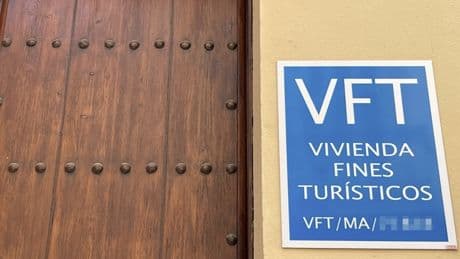 VFT
VIVIENDA
FINES
TURÍSTICOS
VFT/MA/